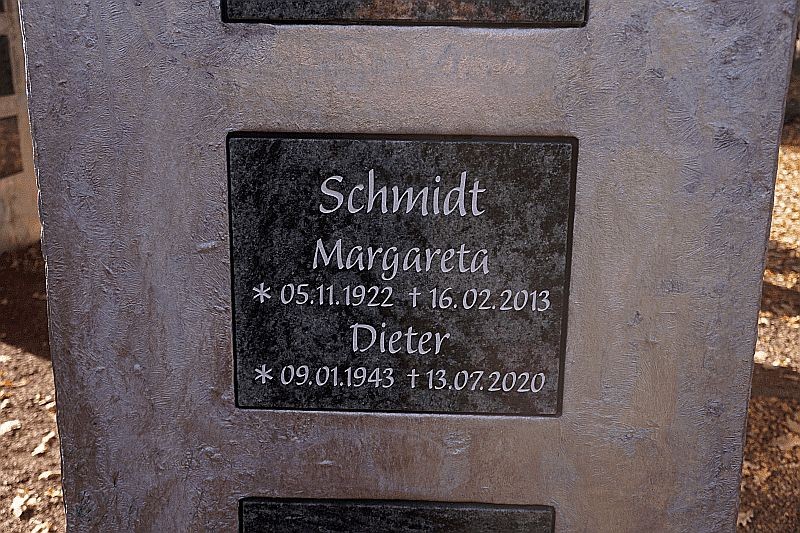 Schmidt
Margareta
* 05.11.1922 † 16.02.2013
Dieter
* 09.01.1943 † 13.07.2020